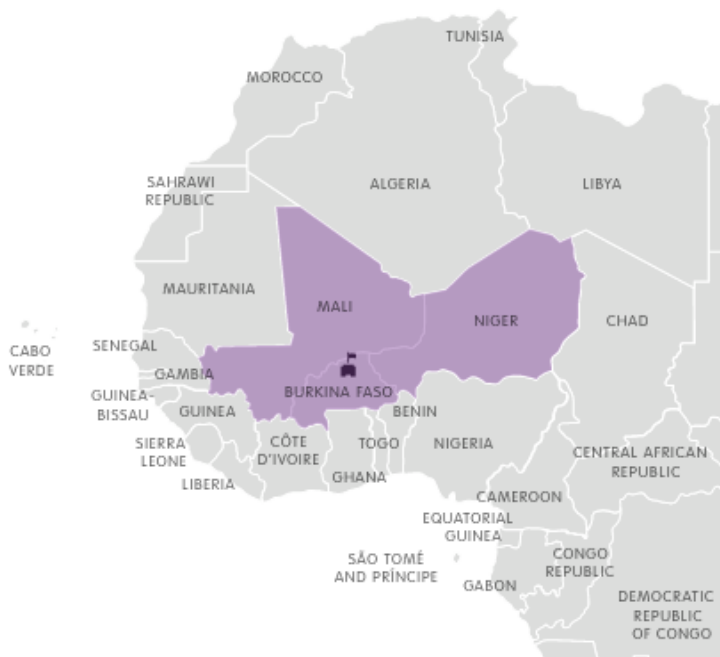 TUNISIA
MOROCCO
ALGERIA
LIBYA
SAHRAWI
REPUBLIC
MAURITANIA
MALI
NIGER
CHAD
CABO
VERDE
SENEGAL
GAMBIA
GUINEA-
BISSAU
GUINEA
BURKINA FASO
BENIN
SIERRA
LEONE
CÔTE
D'IVOIRE
TOGO
NIGERIA
LIBERIA
GHANA
CENTRAL AFRICAN
REPUBLIC
CAMEROON
EQUATORIAL
GUINEA
SÃO TOMÉ
AND PRÍNCIPE
GABON
CONGO
REPUBLIC
DEMOCRATIC
REPUBLIC
OF CONGO